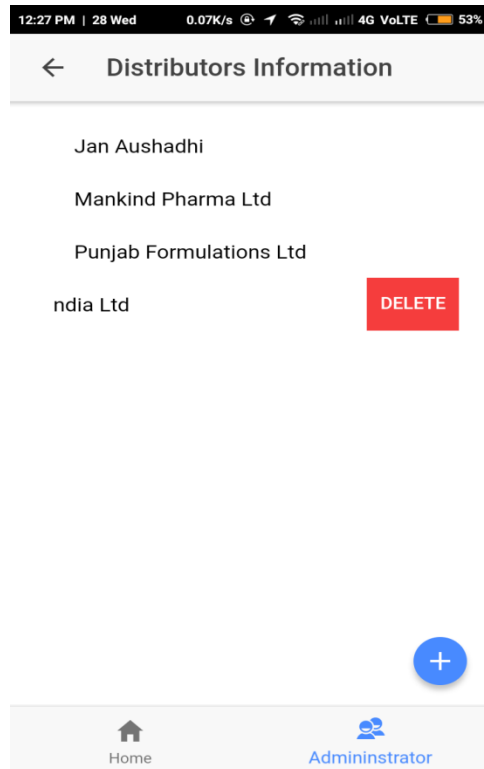 12:27 PM | 28 Wed 0.07K/s 4G VoLTE 53%
Distributors Information
Jan Aushadhi
Mankind Pharma Ltd
Punjab Formulations Ltd
ndia Ltd DELETE
+
Home Admininstrator